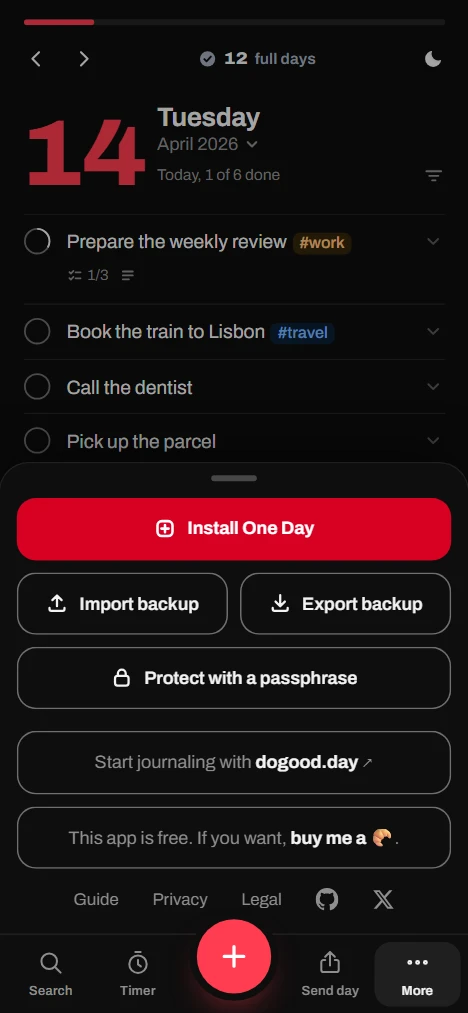 12 full days
14
Tuesday
April 2026
Today, 1 of 6 done
Prepare the weekly review #work
1/3
Book the train to Lisbon #travel
Call the dentist
Pick up the parcel
Install One Day
Import backup
Export backup
Protect with a passphrase
Start journaling with dogood.day ↗
This app is free. If you want, buy me a 🥐.
Guide
Privacy
Legal
Search
Timer
Send day
More